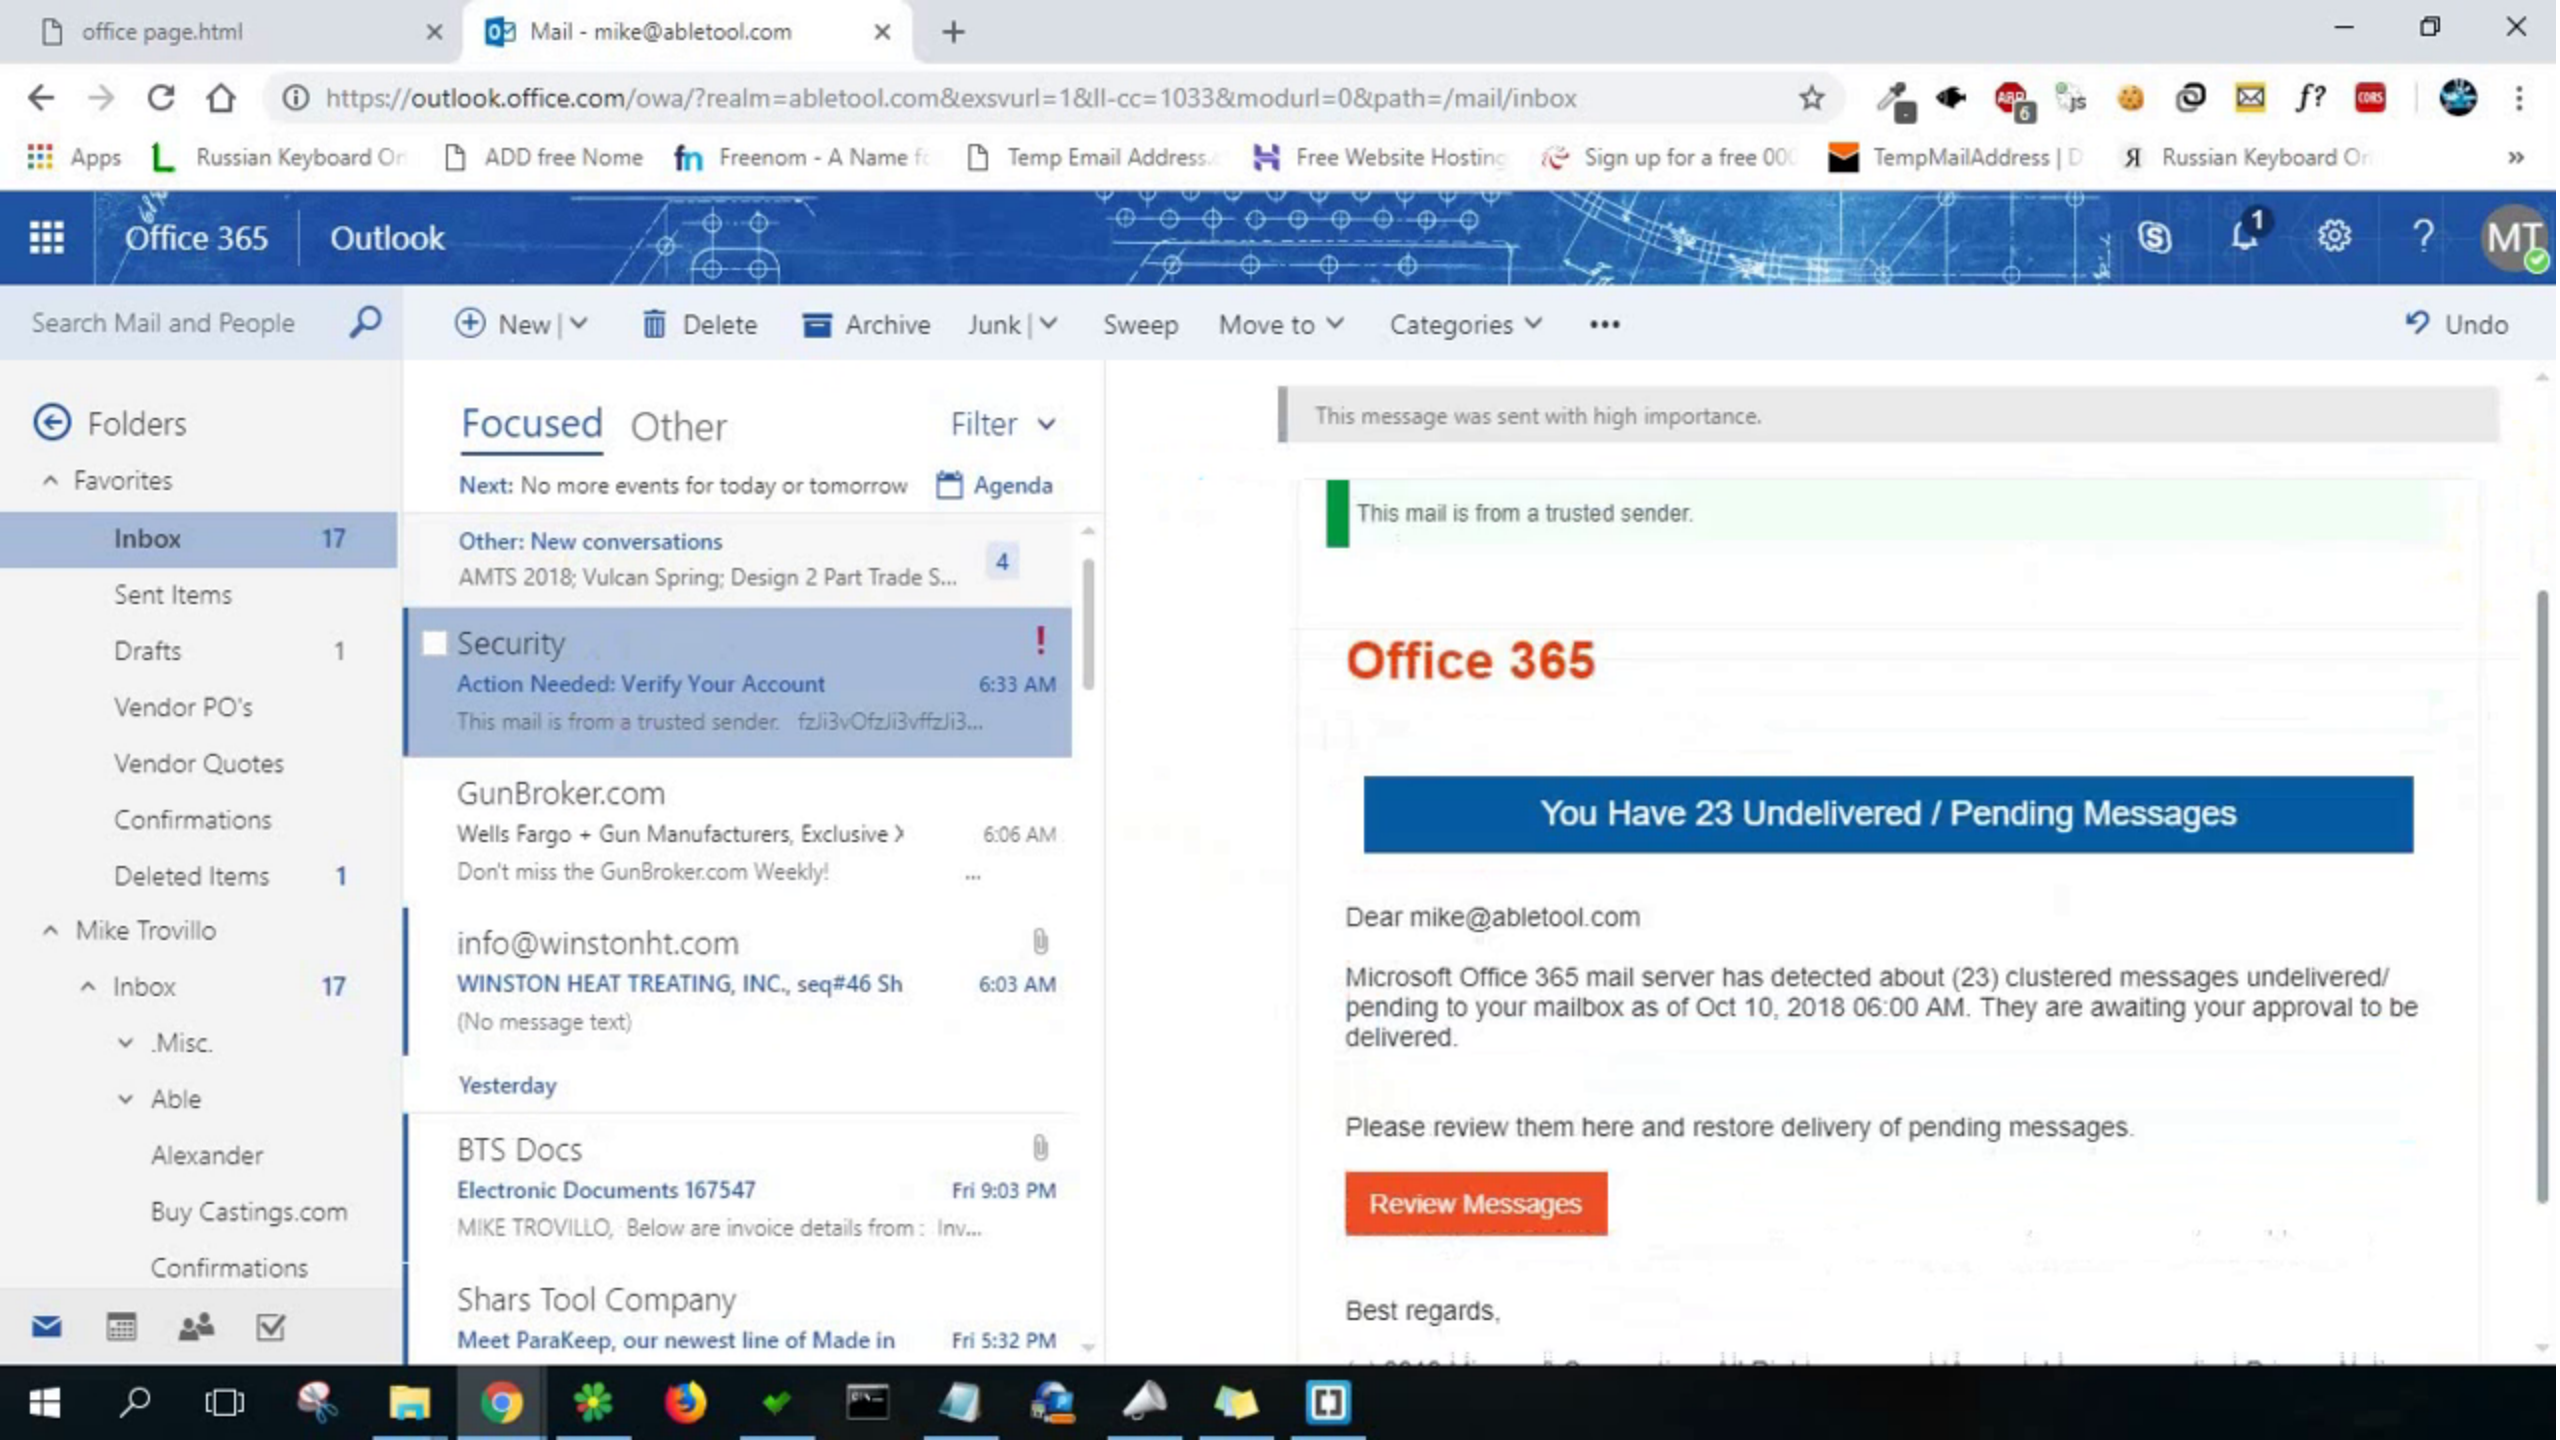 office page.html
Mail - mike@abletool.com
https://outlook.office.com/owa/?realm=abletool.com&exsvurl=1&ll-cc=1033&modurl=0&path=/mail/inbox
ABP
6
JS
f?
CORS
Apps
Russian Keyboard On
ADD free Nome
Freenom - A Name fo
Temp Email Address.
Free Website Hosting
Sign up for a free 000
TempMailAddress | D
Russian Keyboard On
»
Office 365
Outlook
1
?
MT
Search Mail and People
New
Delete
Archive
Junk
Sweep
Move to
Categories
•••
Undo
Folders
Favorites
Inbox 17
Sent Items
Drafts 1
Vendor PO's
Vendor Quotes
Confirmations
Deleted Items 1
Mike Trovillo
Inbox 17
.Misc.
Able
Alexander
Buy Castings.com
Confirmations
Focused Other Filter
Next: No more events for today or tomorrow Agenda
Other: New conversations
AMTS 2018; Vulcan Spring; Design 2 Part Trade S... 4
Security !
Action Needed: Verify Your Account 6:33 AM
This mail is from a trusted sender. fzJi3vOfzJi3vffzJi3...
GunBroker.com
Wells Fargo + Gun Manufacturers, Exclusive 6:06 AM
Don't miss the GunBroker.com Weekly! ...
info@winstonht.com
WINSTON HEAT TREATING, INC., seq#46 Sh 6:03 AM
(No message text)
Yesterday
BTS Docs
Electronic Documents 167547 Fri 9:03 PM
MIKE TROVILLO, Below are invoice details from : Inv...
Shars Tool Company
Meet ParaKeep, our newest line of Made in Fri 5:32 PM
This message was sent with high importance.
This mail is from a trusted sender.
Office 365
You Have 23 Undelivered / Pending Messages
Dear mike@abletool.com
Microsoft Office 365 mail server has detected about (23) clustered messages undelivered/
pending to your mailbox as of Oct 10, 2018 06:00 AM. They are awaiting your approval to be
delivered.
Please review them here and restore delivery of pending messages.
Review Messages
Best regards,